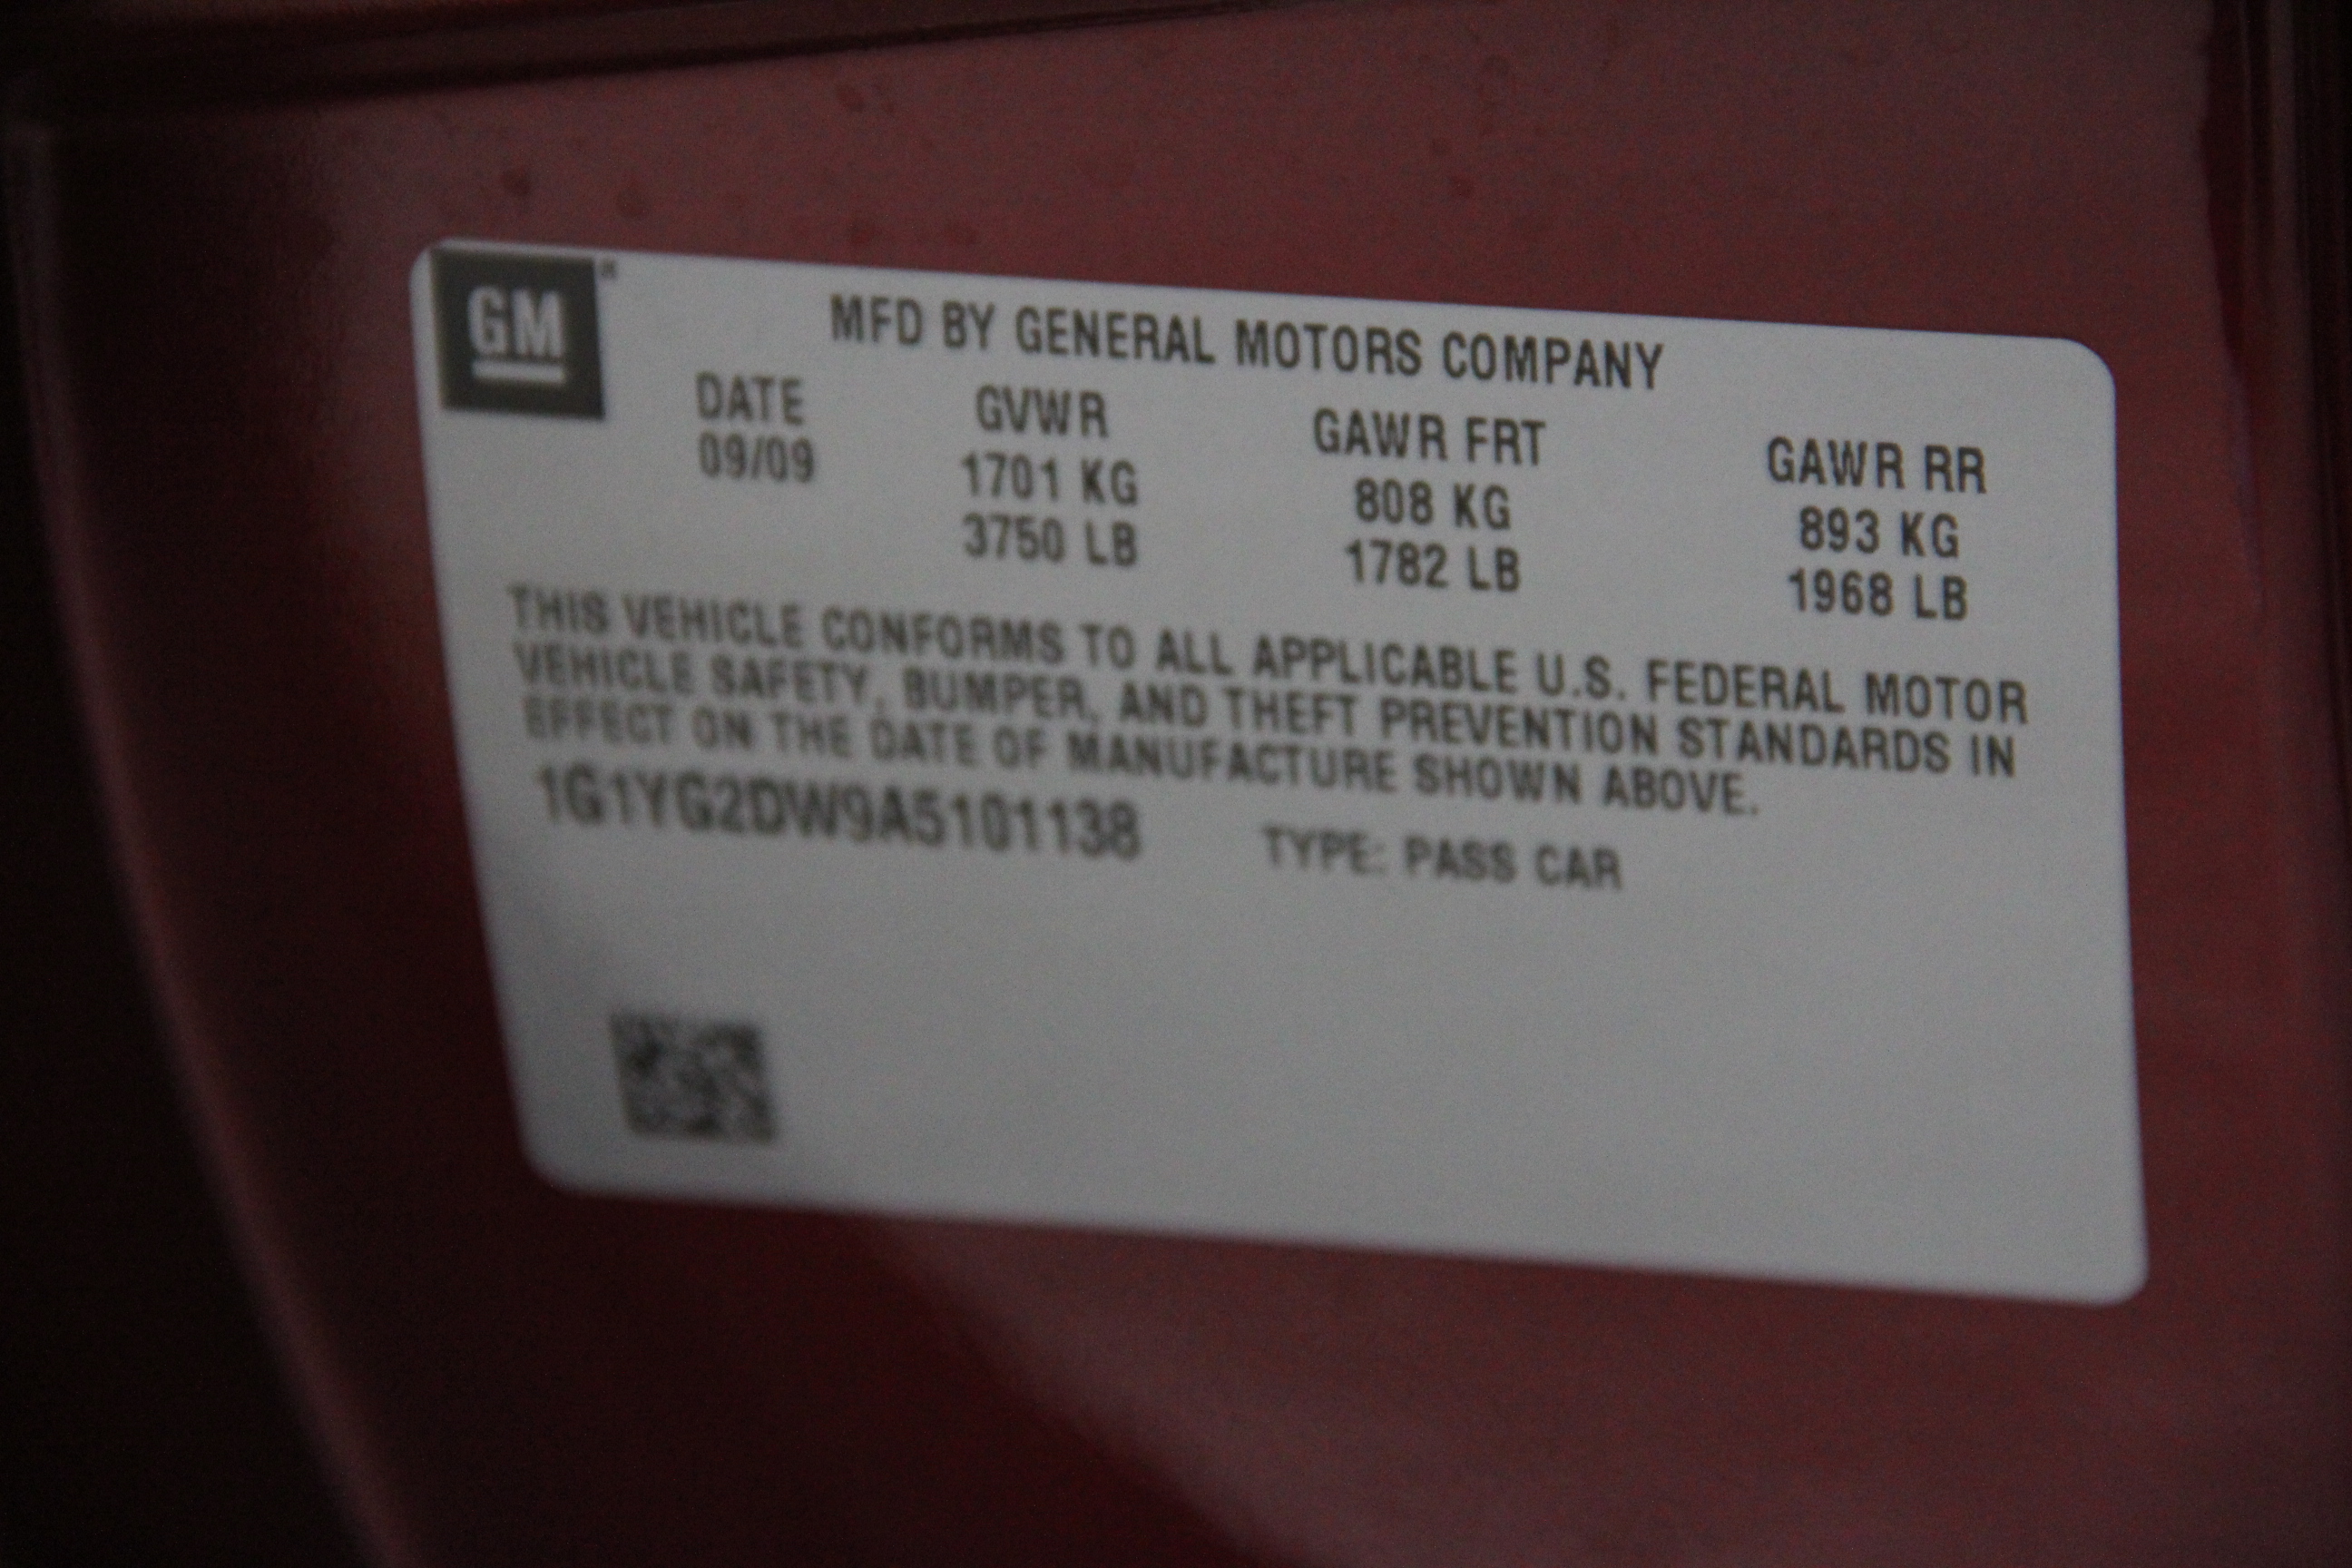 GM
MFD BY GENERAL MOTORS COMPANY
DATE GVWR GAWR FRT GAWR RR
09/09 1701 KG 808 KG 893 KG
3750 LB 1782 LB 1968 LB
THIS VEHICLE CONFORMS TO ALL APPLICABLE U.S. FEDERAL MOTOR
VEHICLE SAFETY, BUMPER, AND THEFT PREVENTION STANDARDS IN
EFFECT ON THE DATE OF MANUFACTURE SHOWN ABOVE.
1G1YG2DW9A5101138 TYPE: PASS CAR